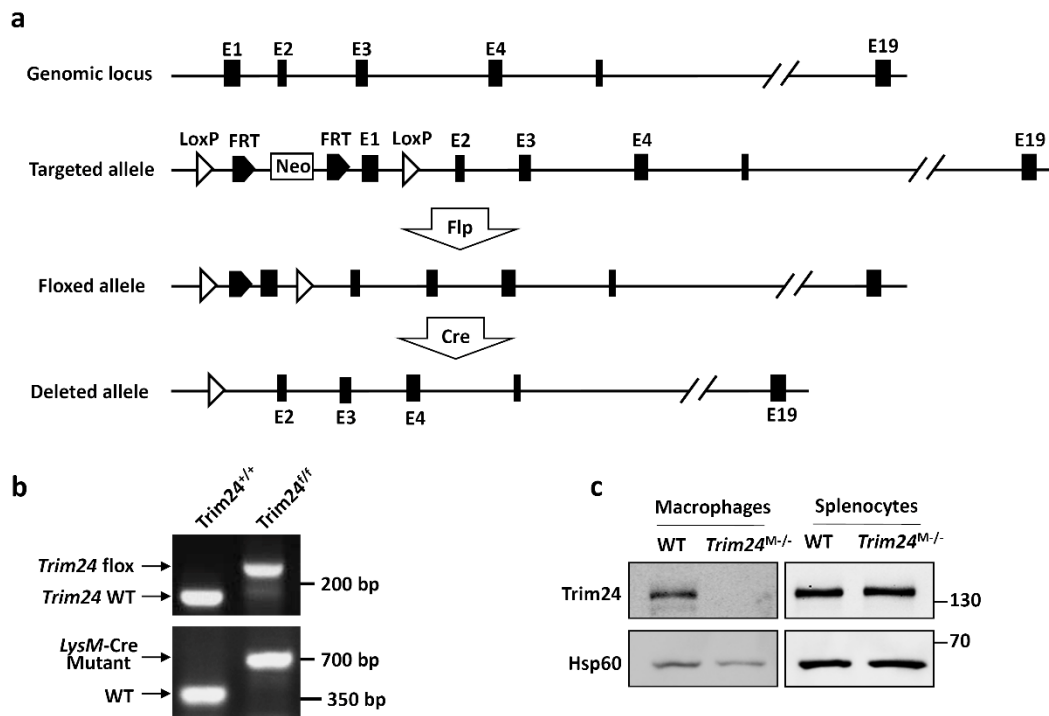 a
E1 E2 E3 E4 E19
Genomic locus
LoxP FRT FRT E1 LoxP E2 E3 E4 E19
Targeted allele Neo
Flp
Floxed allele
Cre
Deleted allele
E2 E3 E4 E19
b
Trim24+/+ Trim24f/f
Trim24 flox
200 bp
Trim24 WT
LysM-Cre
Mutant
700 bp
WT
350 bp
c
Macrophages Splenocytes
WT Trim24M-/- WT Trim24M-/-
Trim24
130
70
Hsp60